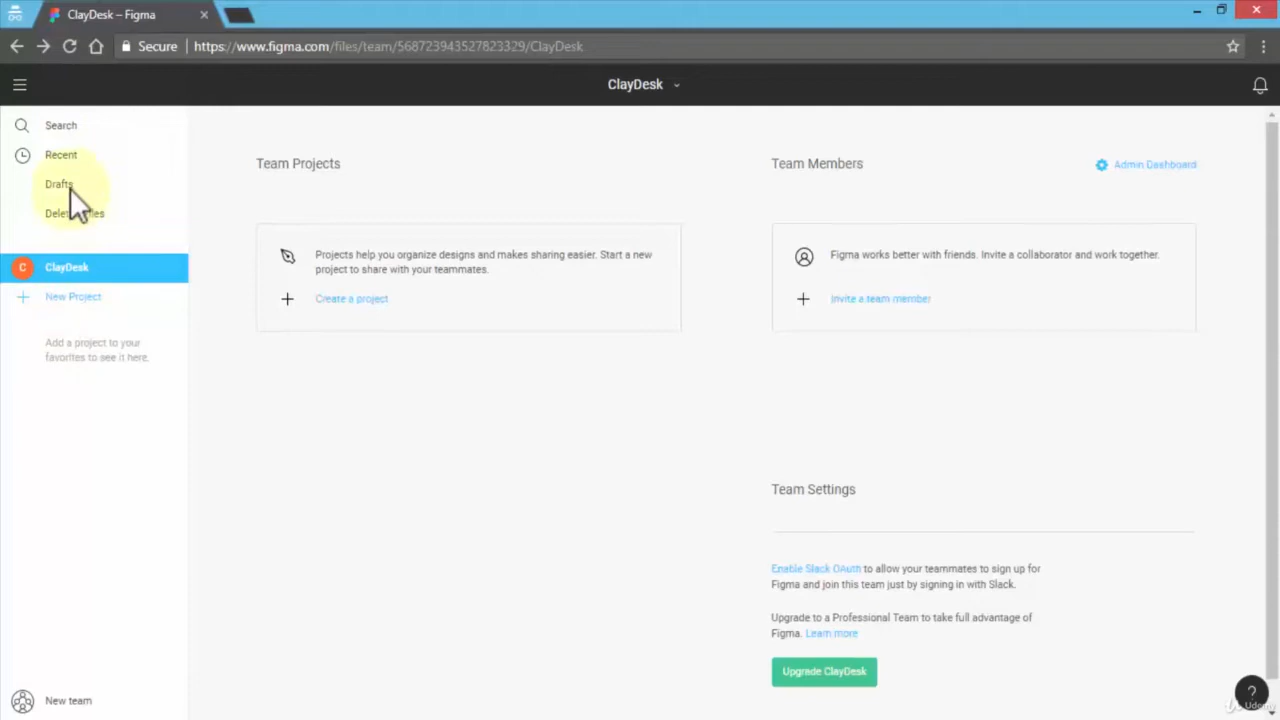 ClayDesk – Figma
Secure
https://www.figma.com/files/team/568723943527823329/ClayDesk
ClayDesk
Search
Recent
Drafts
C ClayDesk
New Project
Add a project to your
favorites to see it here.
New team
Team Projects
Projects help you organize designs and makes sharing easier. Start a new
project to share with your teammates.
Create a project
Team Members
Admin Dashboard
Figma works better with friends. Invite a collaborator and work together.
Invite a team member
Team Settings
Enable Slack OAuth to allow your teammates to sign up for
Figma and join this team just by signing in with Slack.
Upgrade to a Professional Team to take full advantage of
Figma. Learn more
Upgrade ClayDesk
?
Udemy